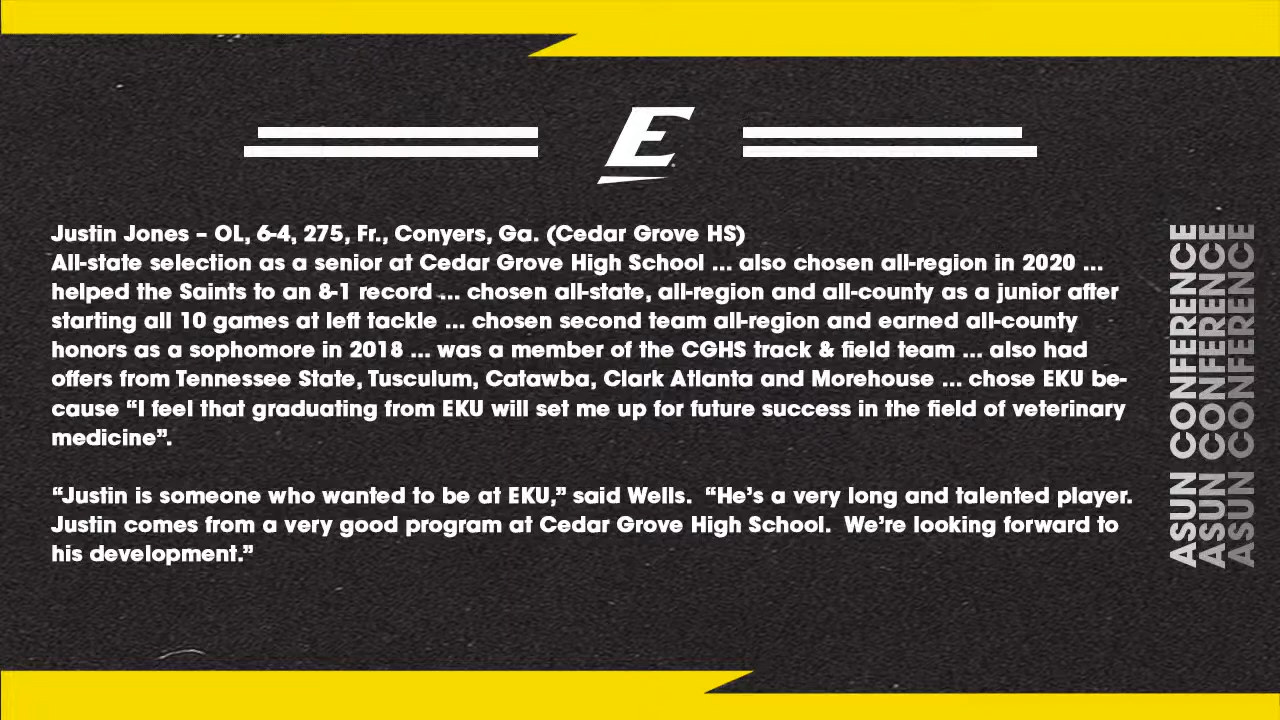 E
Justin Jones – OL, 6-4, 275, Fr., Conyers, Ga. (Cedar Grove HS)
All-state selection as a senior at Cedar Grove High School ... also chosen all-region in 2020 ...
helped the Saints to an 8-1 record ... chosen all-state, all-region and all-county as a junior after
starting all 10 games at left tackle ... chosen second team all-region and earned all-county
honors as a sophomore in 2018 ... was a member of the CGHS track & field team ... also had
offers from Tennessee State, Tusculum, Catawba, Clark Atlanta and Morehouse ... chose EKU be-
cause “I feel that graduating from EKU will set me up for future success in the field of veterinary
medicine”.
“Justin is someone who wanted to be at EKU,” said Wells.  “He’s a very long and talented player.
Justin comes from a very good program at Cedar Grove High School.  We’re looking forward to
his development.”
ASUN CONFERENCE
ASUN CONFERENCE
ASUN CONFERENCE